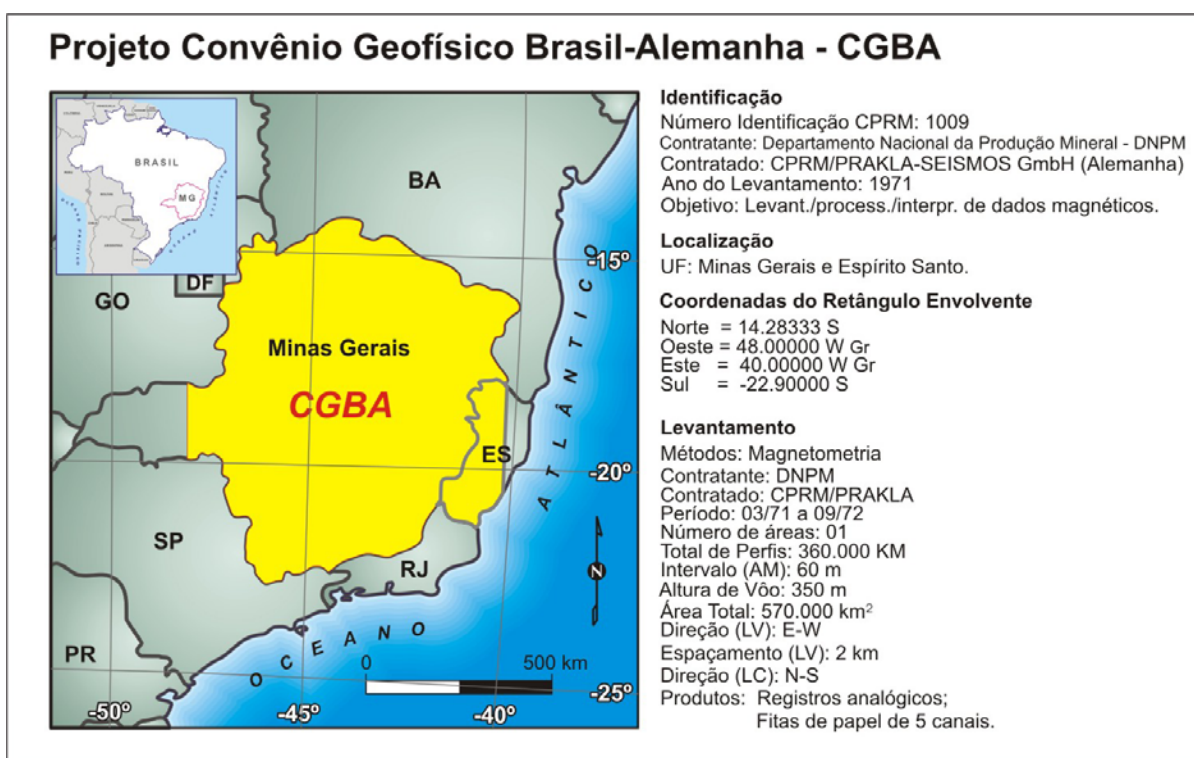 Projeto Convênio Geofísico Brasil-Alemanha - CGBA
BRASIL
MG
BA
DF
GO
Minas Gerais
CGBA
ES
SP
RJ
PR
OCEANO
ATLÂNTICO
-15º
-20º
-25º
-50º
-45º
-40º
N
0
500 km
Identificação
Número Identificação CPRM: 1009
Contratante: Departamento Nacional da Produção Mineral - DNPM
Contratado: CPRM/PRAKLA-SEISMOS GmbH (Alemanha)
Ano do Levantamento: 1971
Objetivo: Levant./process./interpr. de dados magnéticos.
Localização
UF: Minas Gerais e Espírito Santo.
Coordenadas do Retângulo Envolvente
Norte = 14.28333 S
Oeste = 48.00000 W Gr
Este = 40.00000 W Gr
Sul = -22.90000 S
Levantamento
Métodos: Magnetometria
Contratante: DNPM
Contratado: CPRM/PRAKLA
Período: 03/71 a 09/72
Número de áreas: 01
Total de Perfis: 360.000 KM
Intervalo (AM): 60 m
Altura de Vôo: 350 m
Área Total: 570.000 km²
Direção (LV): E-W
Espaçamento (LV): 2 km
Direção (LC): N-S
Produtos: Registros analógicos;
Fitas de papel de 5 canais.